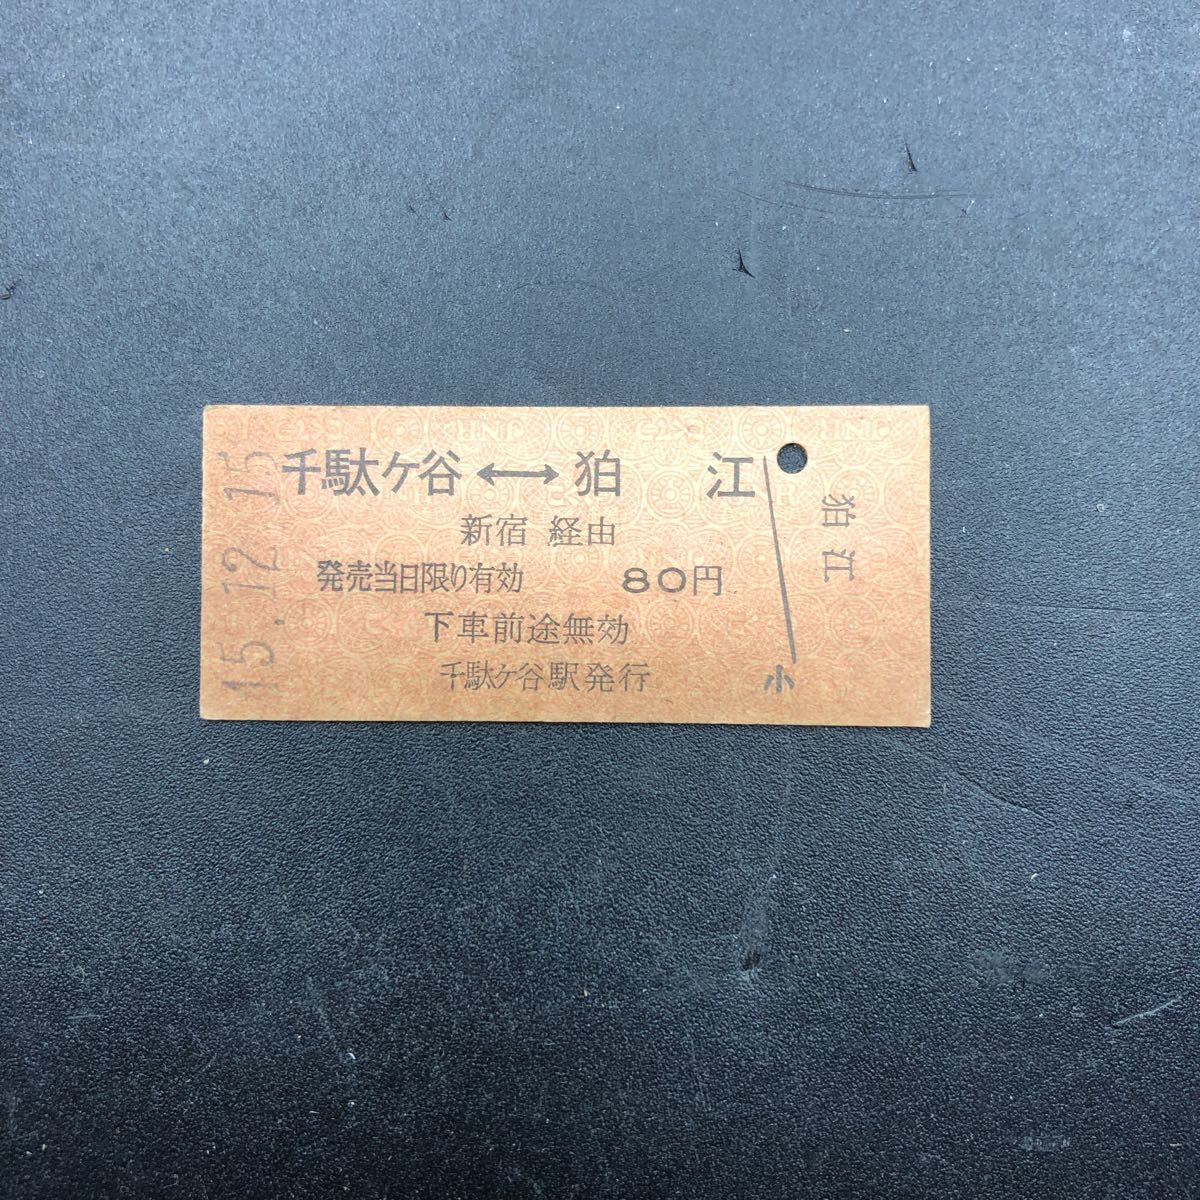 45.12.15
千駄ケ谷⟷狛江
新宿 経由
発売当日限り有効 80円
下車前途無効
千駄ケ谷駅発行
小
狛江